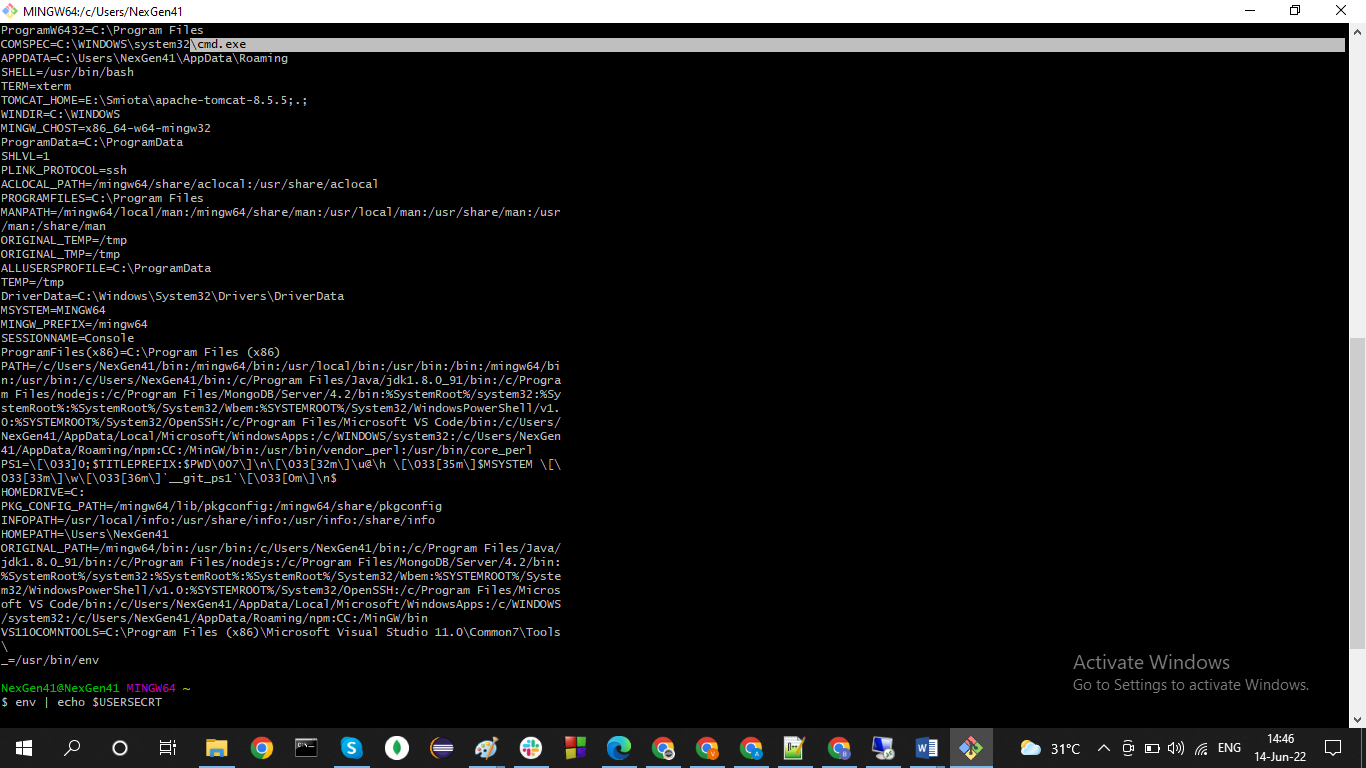 MINGW64:/c/Users/NexGen41
ProgramW6432=C:\Program Files
COMSPEC=C:\WINDOWS\system32\cmd.exe
APPDATA=C:\Users\NexGen41\AppData\Roaming
SHELL=/usr/bin/bash
TERM=xterm
TOMCAT_HOME=E:\Smiota\apache-tomcat-8.5.5;.;
WINDIR=C:\WINDOWS
MINGW_CHOST=x86_64-w64-mingw32
ProgramData=C:\ProgramData
SHLVL=1
PLINK_PROTOCOL=ssh
ACLOCAL_PATH=/mingw64/share/aclocal:/usr/share/aclocal
PROGRAMFILES=C:\Program Files
MANPATH=/mingw64/local/man:/mingw64/share/man:/usr/local/man:/usr/share/man:/usr
/man:/share/man
ORIGINAL_TEMP=/tmp
ORIGINAL_TMP=/tmp
ALLUSERSPROFILE=C:\ProgramData
TEMP=/tmp
DriverData=C:\Windows\System32\Drivers\DriverData
MSYSTEM=MINGW64
MINGW_PREFIX=/mingw64
SESSIONNAME=Console
ProgramFiles(x86)=C:\Program Files (x86)
PATH=/c/Users/NexGen41/bin:/mingw64/bin:/usr/local/bin:/usr/bin:/bin:/mingw64/bi
n:/usr/bin:/c/Users/NexGen41/bin:/c/Program Files/Java/jdk1.8.0_91/bin:/c/Progra
m Files/nodejs:/c/Program Files/MongoDB/Server/4.2/bin:%SystemRoot%/system32:%Sy
stemRoot%:%SystemRoot%/System32/Wbem:%SYSTEMROOT%/System32/WindowsPowerShell/v1.
0:%SYSTEMROOT%/System32/OpenSSH:/c/Program Files/Microsoft VS Code/bin:/c/Users/
NexGen41/AppData/Local/Microsoft/WindowsApps:/c/WINDOWS/system32:/c/Users/NexGen
41/AppData/Roaming/npm:CC:/MinGW/bin:/usr/bin/vendor_perl:/usr/bin/core_perl
PS1=\[\033]0;$TITLEPREFIX:$PWD\007\]\n\[\033[32m\]\u@\h \[\033[35m\]$MSYSTEM \[\
033[33m\]\w\[\033[36m\]`__git_ps1`\[\033[0m\]\n$
HOMEDRIVE=C:
PKG_CONFIG_PATH=/mingw64/lib/pkgconfig:/mingw64/share/pkgconfig
INFOPATH=/usr/local/info:/usr/share/info:/usr/info:/share/info
HOMEPATH=\Users\NexGen41
ORIGINAL_PATH=/mingw64/bin:/usr/bin:/c/Users/NexGen41/bin:/c/Program Files/Java/
jdk1.8.0_91/bin:/c/Program Files/nodejs:/c/Program Files/MongoDB/Server/4.2/bin:
%SystemRoot%/system32:%SystemRoot%:%SystemRoot%/System32/Wbem:%SYSTEMROOT%/Syste
m32/WindowsPowerShell/v1.0:%SYSTEMROOT%/System32/OpenSSH:/c/Program Files/Micros
oft VS Code/bin:/c/Users/NexGen41/AppData/Local/Microsoft/WindowsApps:/c/WINDOWS
/system32:/c/Users/NexGen41/AppData/Roaming/npm:CC:/MinGW/bin
VS110COMNTOOLS=C:\Program Files (x86)\Microsoft Visual Studio 11.0\Common7\Tools
\
_=/usr/bin/env
NexGen41@NexGen41 MINGW64 ~
$ env | echo $USERSECRT
Activate Windows
Go to Settings to activate Windows.
31°C
ENG
14:46
14-Jun-22